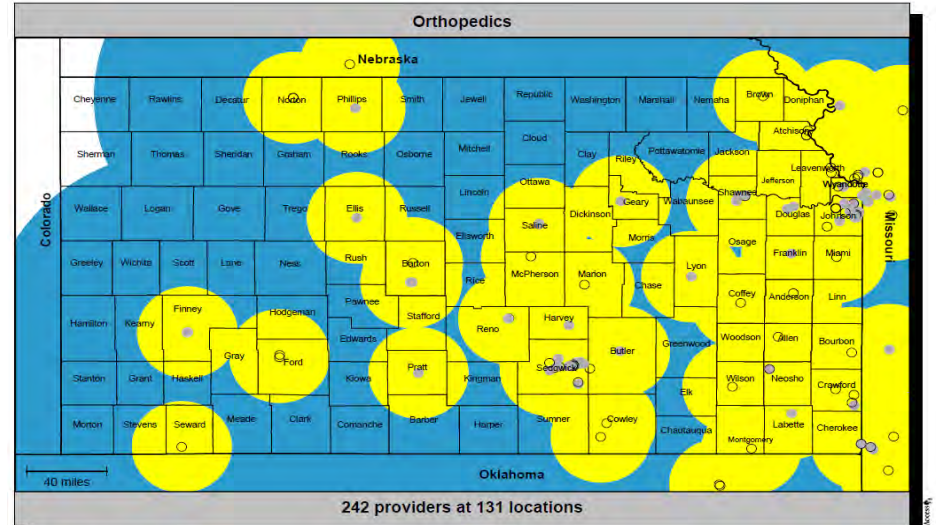 Orthopedics
Nebraska
Cheyenne Rawlins Decatur Norton Phillips Smith Jewell Republic Washington Marshall Nemaha Brown Doniphan
Atchison
Sherman Thomas Sheridan Graham Rooks Osborne Mitchell Cloud Clay Riley Pottawatomie Jackson
Jefferson Leavenworth Wyandotte
Lincoln Ottawa Dickinson Geary Wabaunsee Shawnee Douglas Johnson
Colorado
Wallace Logan Gove Trego Ellis Russell Saline Morris Osage Franklin Miami
Missouri
Ellsworth
Greeley Wichita Scott Lane Ness Rush Barton Rice McPherson Marion Chase Lyon Coffey Anderson Linn
Pawnee Stafford
Hamilton Kearny Finney Hodgeman Edwards Reno Harvey Butler Greenwood Woodson Allen Bourbon
Gray Ford
Stanton Grant Haskell Kiowa Pratt Kingman Sedgwick Elk Wilson Neosho Crawford
Morton Stevens Seward Meade Clark Comanche Barber Harper Sumner Cowley Chautauqua Montgomery Labette Cherokee
40 miles
Oklahoma
242 providers at 131 locations